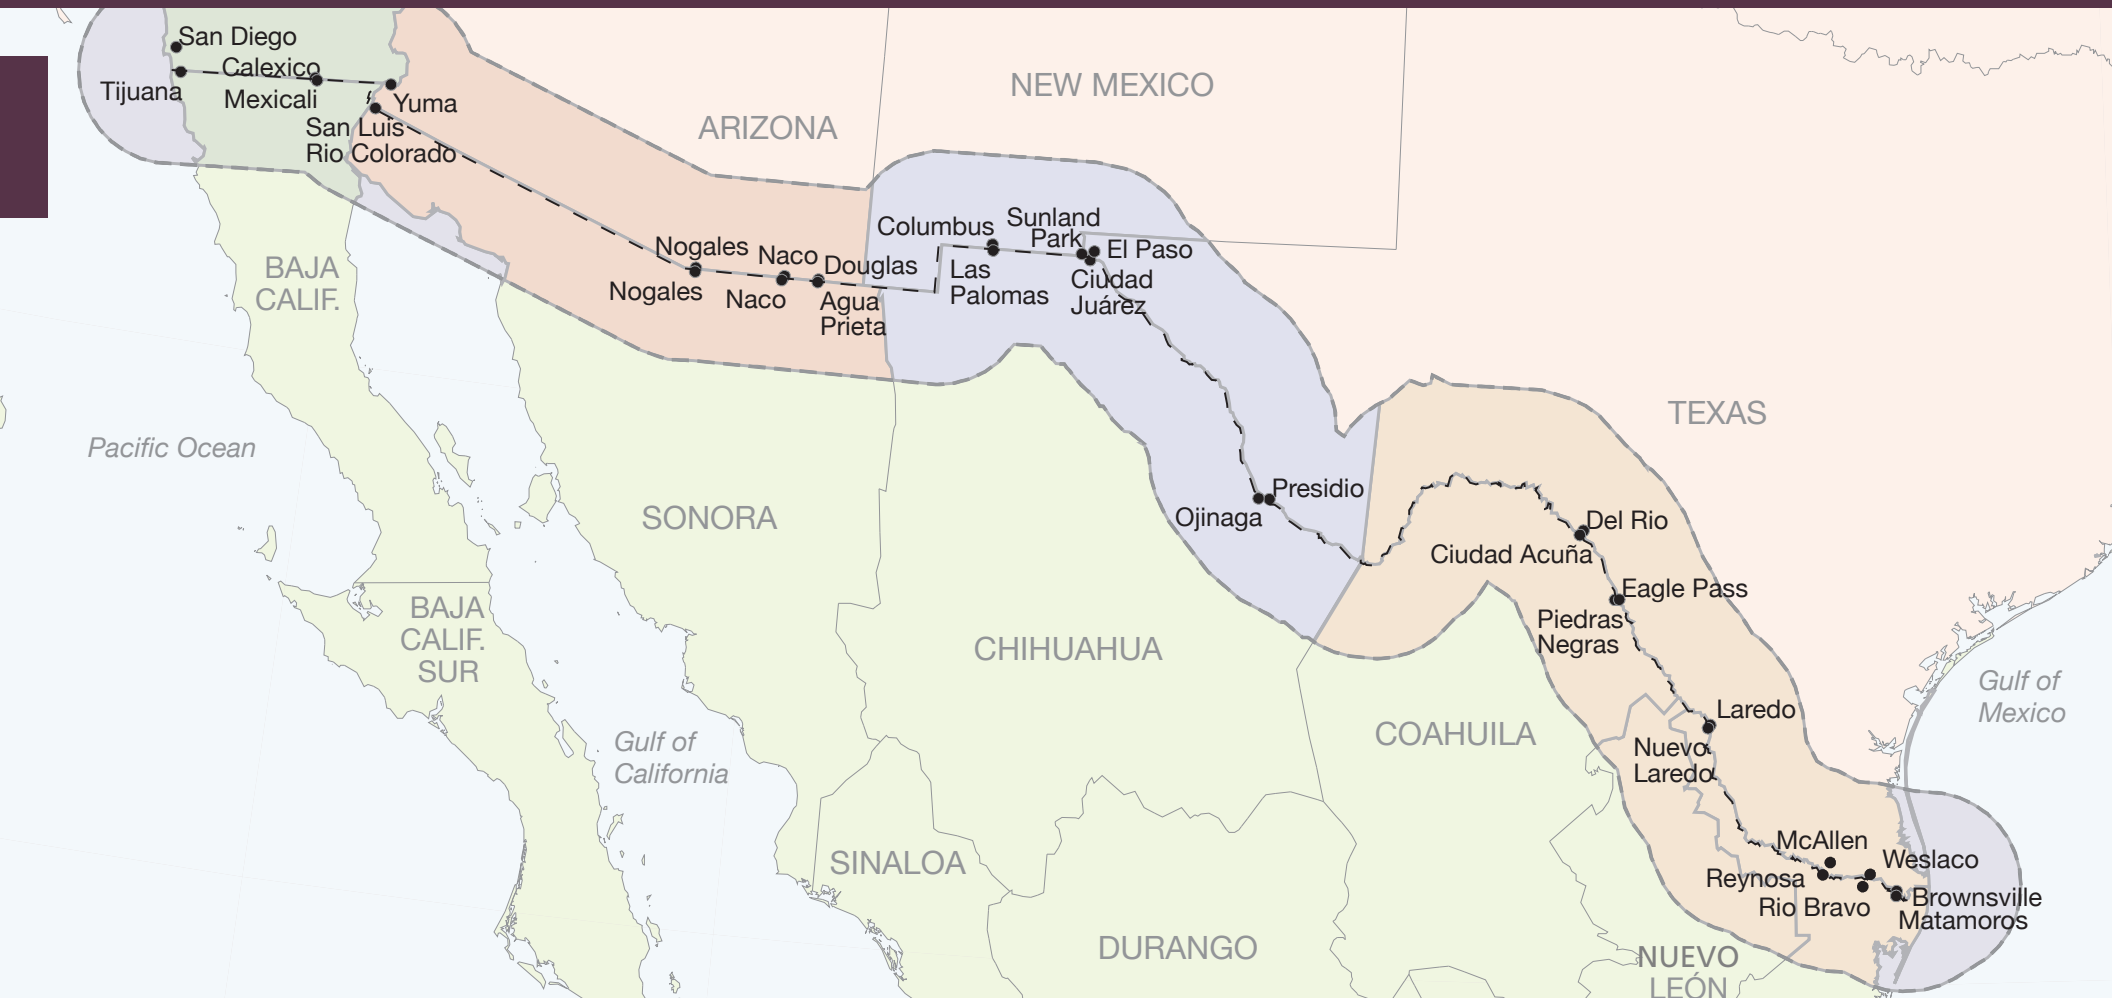 San Diego
Calexico
Tijuana
Mexicali
Yuma
San Luis
Rio Colorado
ARIZONA
NEW MEXICO
Nogales
Naco
Douglas
Nogales
Naco
Agua
Prieta
Columbus
Sunland
Park
El Paso
Las
Palomas
Ciudad
Juárez
BAJA
CALIF.
Pacific Ocean
SONORA
CHIHUAHUA
TEXAS
Presidio
Ojinaga
Del Rio
Ciudad Acuña
Eagle Pass
Piedras
Negras
BAJA
CALIF.
SUR
Gulf of
California
COAHUILA
Laredo
Nuevo
Laredo
Gulf of
Mexico
SINALOA
DURANGO
McAllen
Weslaco
Reynosa
Rio Bravo
Brownsville
Matamoros
NUEVO
LEÓN